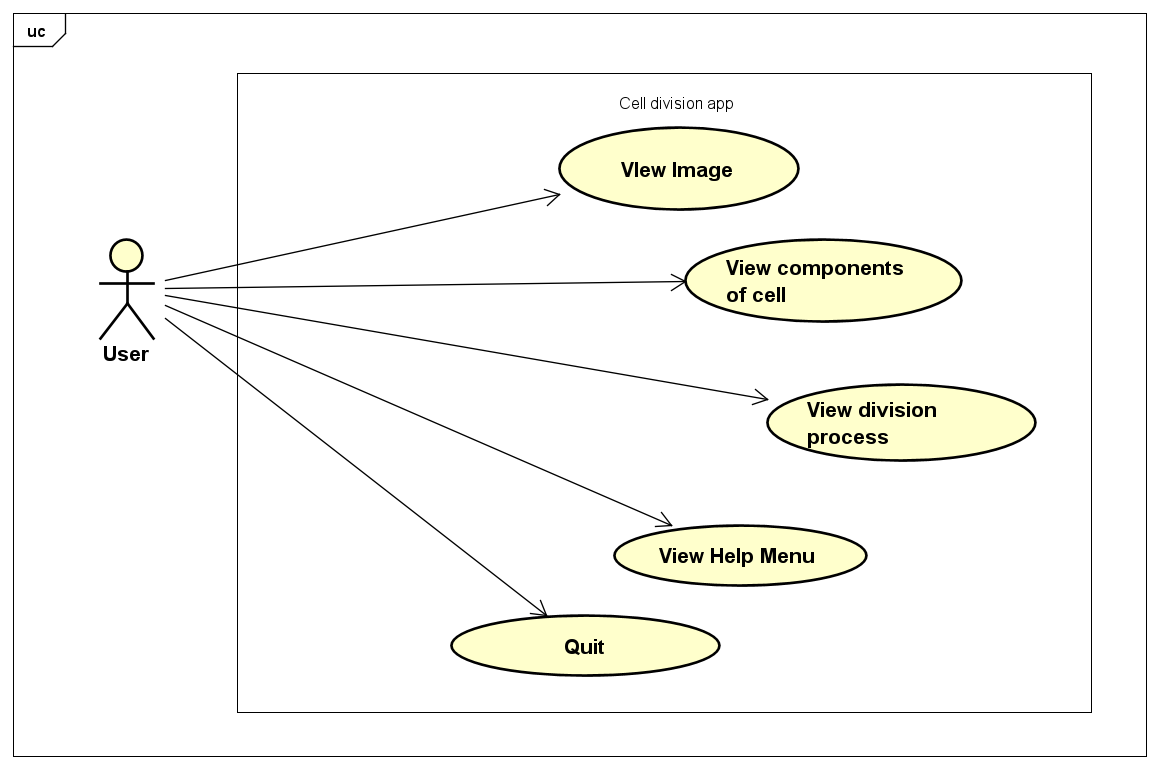 uc
Cell division app
VIew Image
View components
of cell
View division
process
User
View Help Menu
Quit